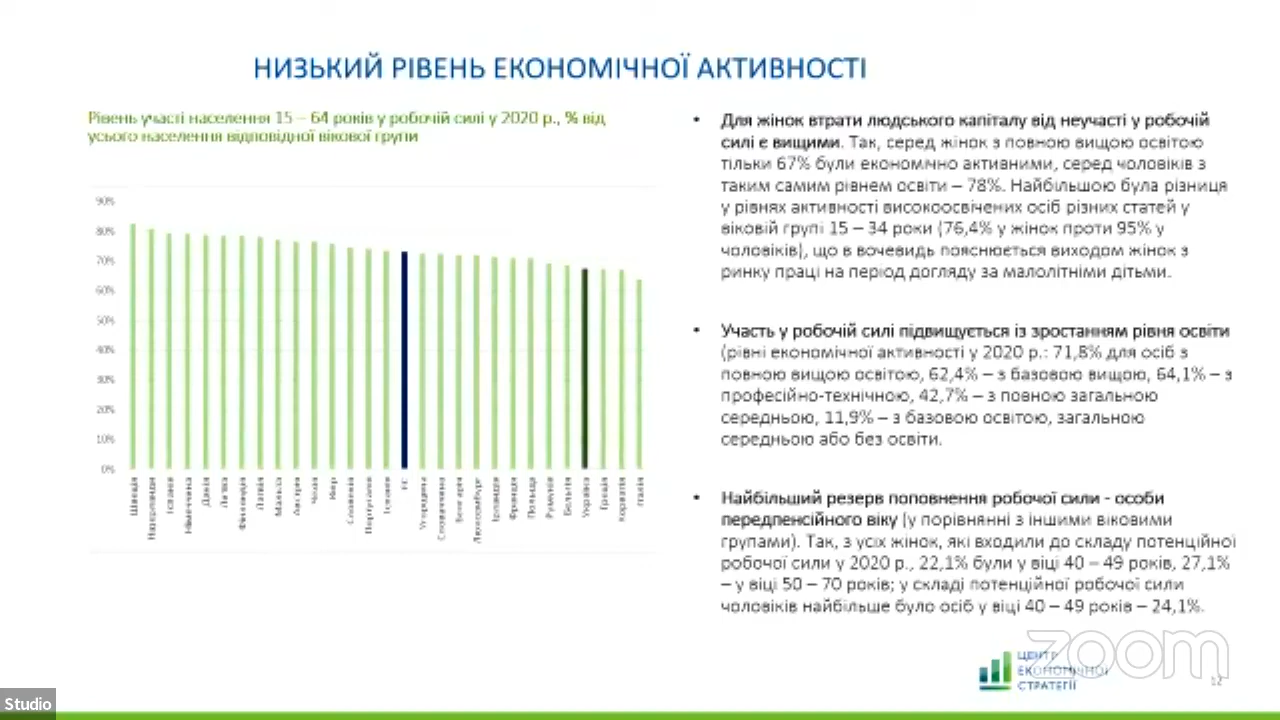 НИЗЬКИЙ РІВЕНЬ ЕКОНОМІЧНОЇ АКТИВНОСТІ
Рівень участі населення 15 – 64 років у робочій силі у 2020 р., % від
усього населення відповідної вікової групи
90%
80%
70%
60%
50%
40%
30%
20%
10%
0%
Швеція
Нідерланди
Естонія
Німеччина
Данія
Литва
Фінляндія
Латвія
Мальта
Австрія
Чехія
Кіпр
Словенія
Португалія
ЄС
Угорщина
Словаччина
Болгарія
Люксембург
Ірландія
Франція
Польща
Румунія
Бельгія
Україна
Греція
Хорватія
Італія
• Для жінок втрати людського капіталу від неучасті у робочій
силі є вищими. Так, серед жінок з повною вищою освітою
тільки 67% були економічно активними, серед чоловіків з
таким самим рівнем освіти – 78%. Найбільшою була різниця
у рівнях активності високоосвічених осіб різних статей у
віковій групі 15 – 34 роки (76,4% у жінок проти 95% у
чоловіків), що в вочевидь пояснюється виходом жінок з
ринку праці на період догляду за малолітніми дітьми.
• Участь у робочій силі підвищується із зростанням рівня освіти
(рівні економічної активності у 2020 р.: 71,8% для осіб з
повною вищою освітою, 62,4% – з базовою вищою, 64,1% – з
професійно-технічною, 42,7% – з повною загальною
середньою, 11,9% – з базовою освітою, загальною
середньою або без освіти.
• Найбільший резерв поповнення робочої сили - особи
передпенсійного віку (у порівнянні з іншими віковими
групами). Так, з усіх жінок, які входили до складу потенційної
робочої сили у 2020 р., 22,1% були у віці 40 – 49 років, 27,1%
– у віці 50 – 70 років; у складі потенційної робочої сили
чоловіків найбільше було осіб у віці 40 – 49 років – 24,1%.
zoom
ЦЕНТР
ЕКОНОМІЧНОЇ
СТРАТЕГІЇ
12
Studio